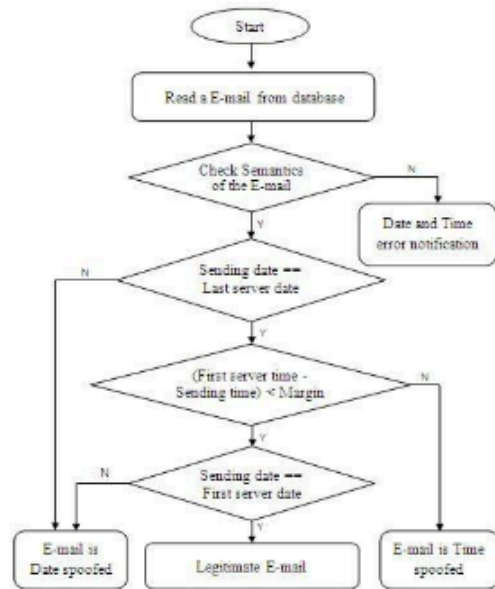 Start
Read a E-mail from database
Check Semantics
of the E-mail
N
Y
Date and Time
error notification
N
Sending date ==
Last server date
Y
(First server time -
Sending time) < Margin
N
Y
N
Sending date ==
First server date
Y
E-mail is
Date spoofed
Legitimate E-mail
E-mail is Time
spoofed